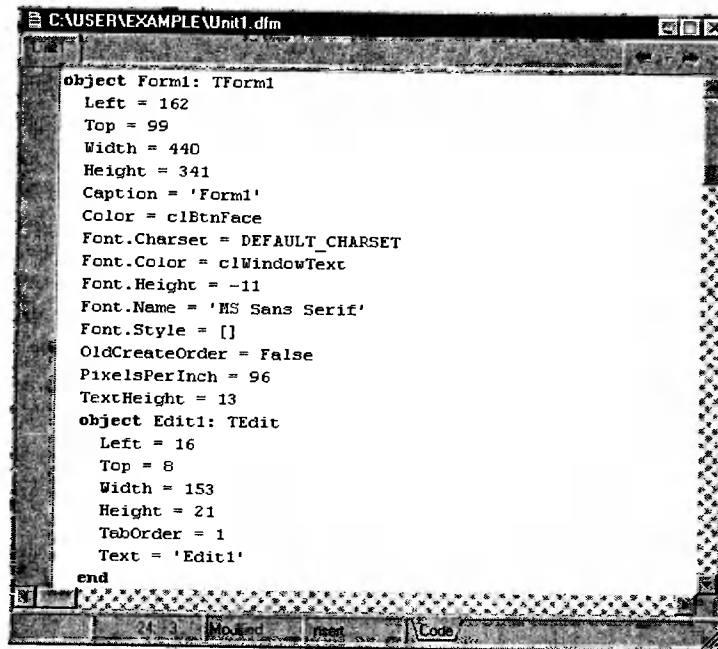 C:\USER\EXAMPLE\Unit1.dfm
object Form1: TForm1
Left = 162
Top = 99
Width = 440
Height = 341
Caption = 'Form1'
Color = clBtnFace
Font.Charset = DEFAULT_CHARSET
Font.Color = clWindowText
Font.Height = -11
Font.Name = 'MS Sans Serif'
Font.Style = []
OldCreateOrder = False
PixelsPerInch = 96
TextHeight = 13
object Edit1: TEdit
Left = 16
Top = 8
Width = 153
Height = 21
TabOrder = 1
Text = 'Edit1'
end
24: 3 Modified Insert Code